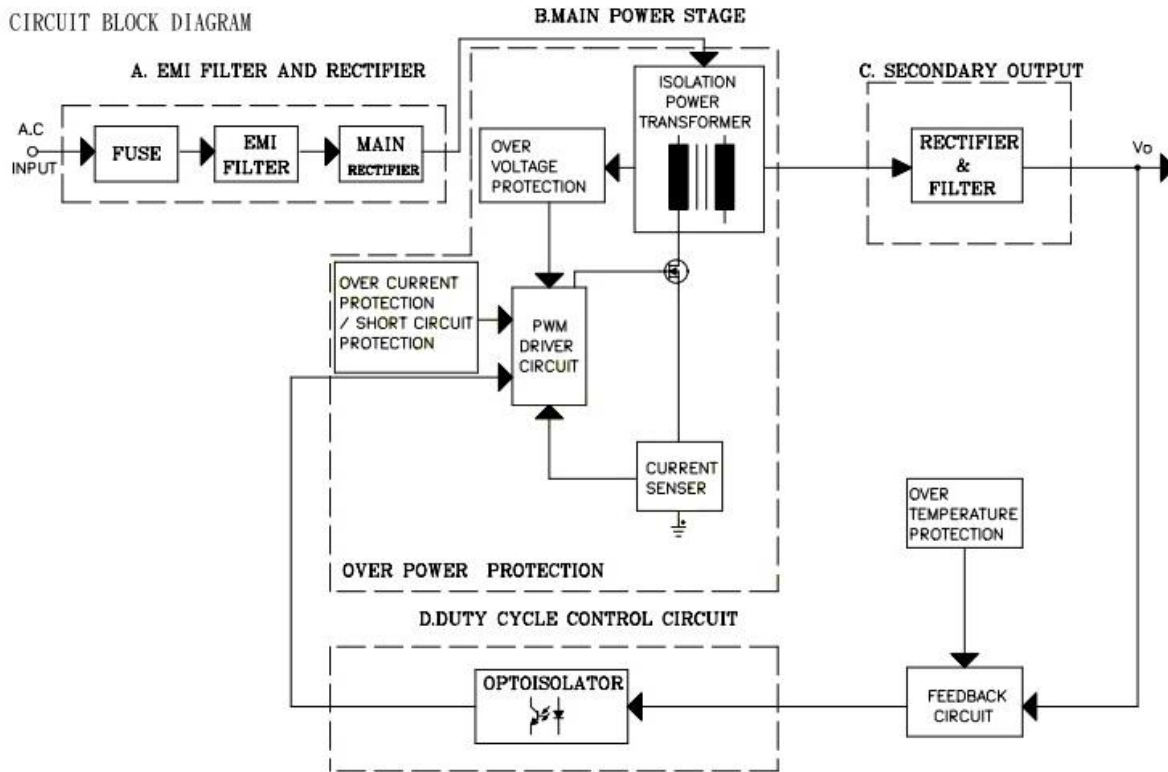 CIRCUIT BLOCK DIAGRAM
B.MAIN POWER STAGE
A. EMI FILTER AND RECTIFIER
C. SECONDARY OUTPUT
A.C
INPUT
FUSE
EMI
FILTER
MAIN
RECTIFIER
ISOLATION
POWER
TRANSFORMER
OVER
VOLTAGE
PROTECTION
RECTIFIER
&
FILTER
Vo
OVER CURRENT
PROTECTION
/ SHORT CIRCUIT
PROTECTION
PWM
DRIVER
CIRCUIT
CURRENT
SENSER
OVER
TEMPERATURE
PROTECTION
OVER POWER PROTECTION
D.DUTY CYCLE CONTROL CIRCUIT
OPTOISOLATOR
FEEDBACK
CIRCUIT